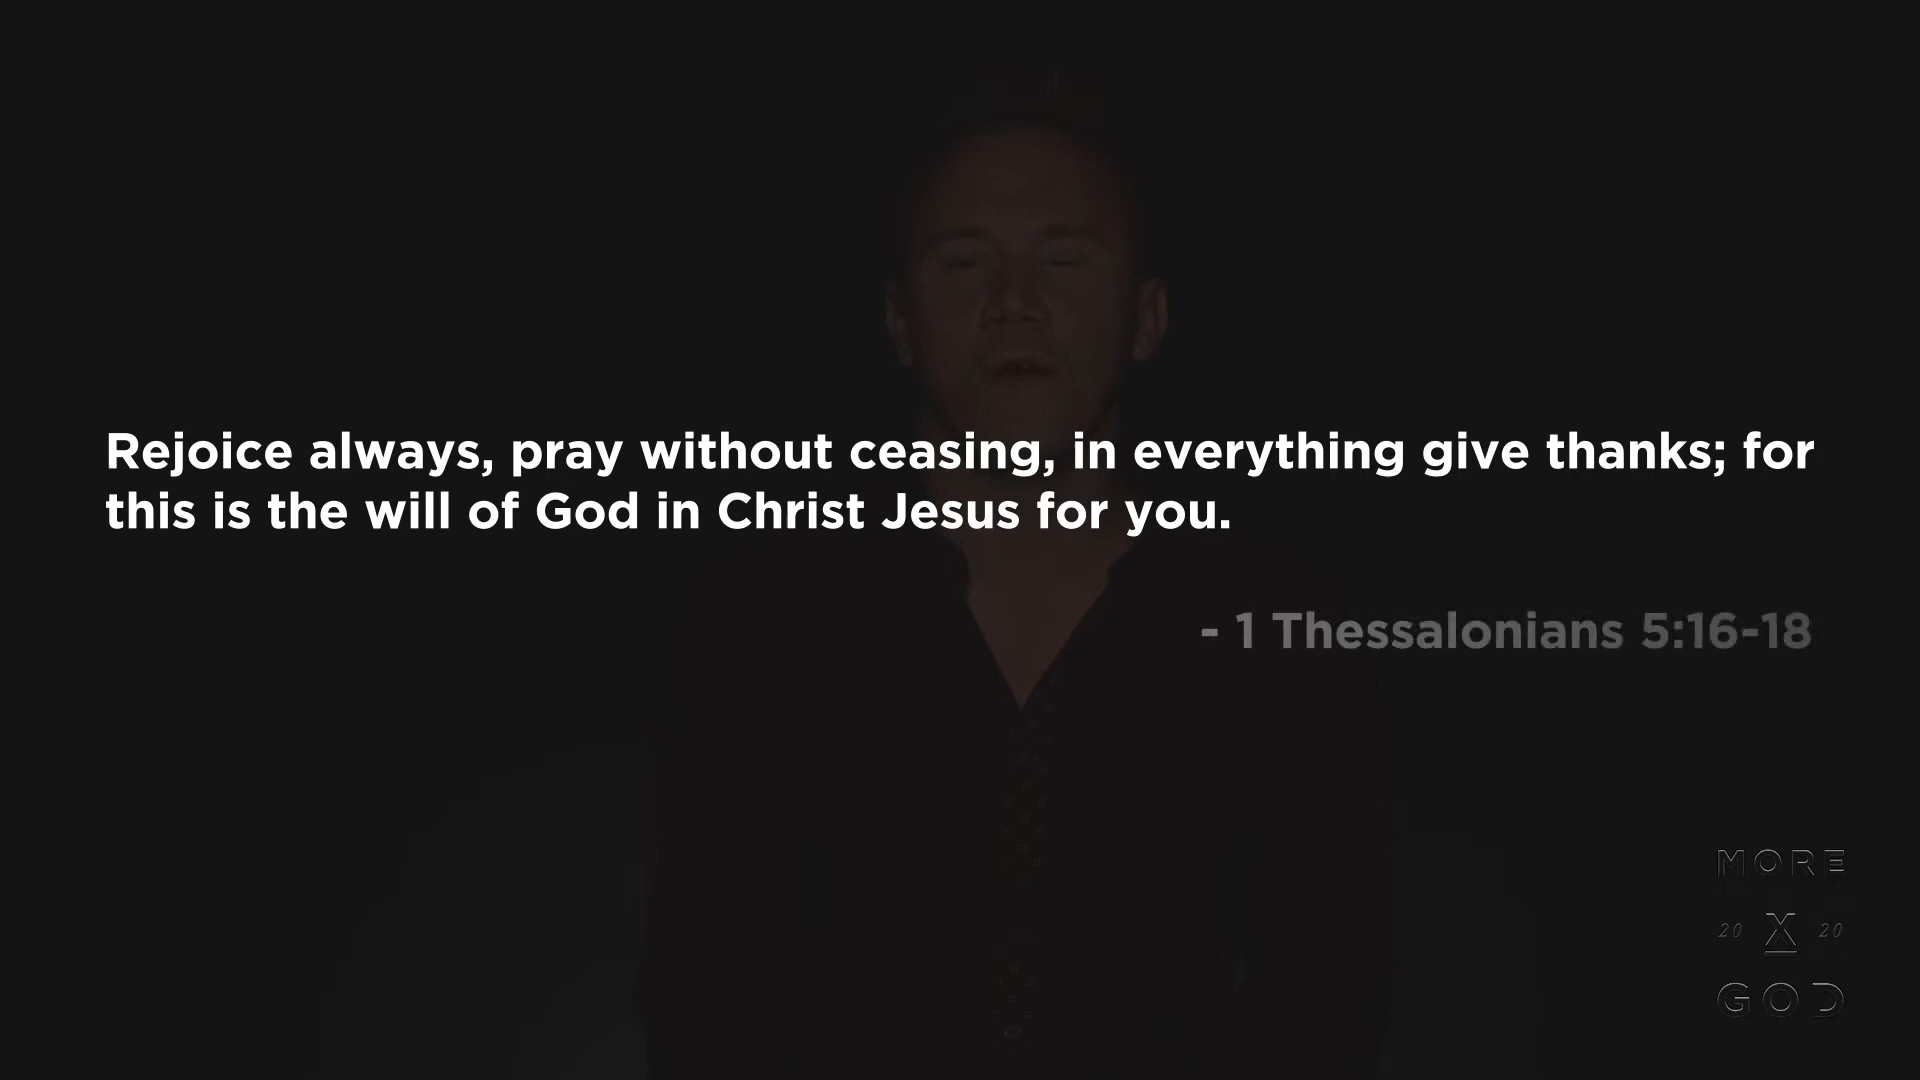 Rejoice always, pray without ceasing, in everything give thanks; for
this is the will of God in Christ Jesus for you.
- 1 Thessalonians 5:16-18
MORE
20 X 20
GOD